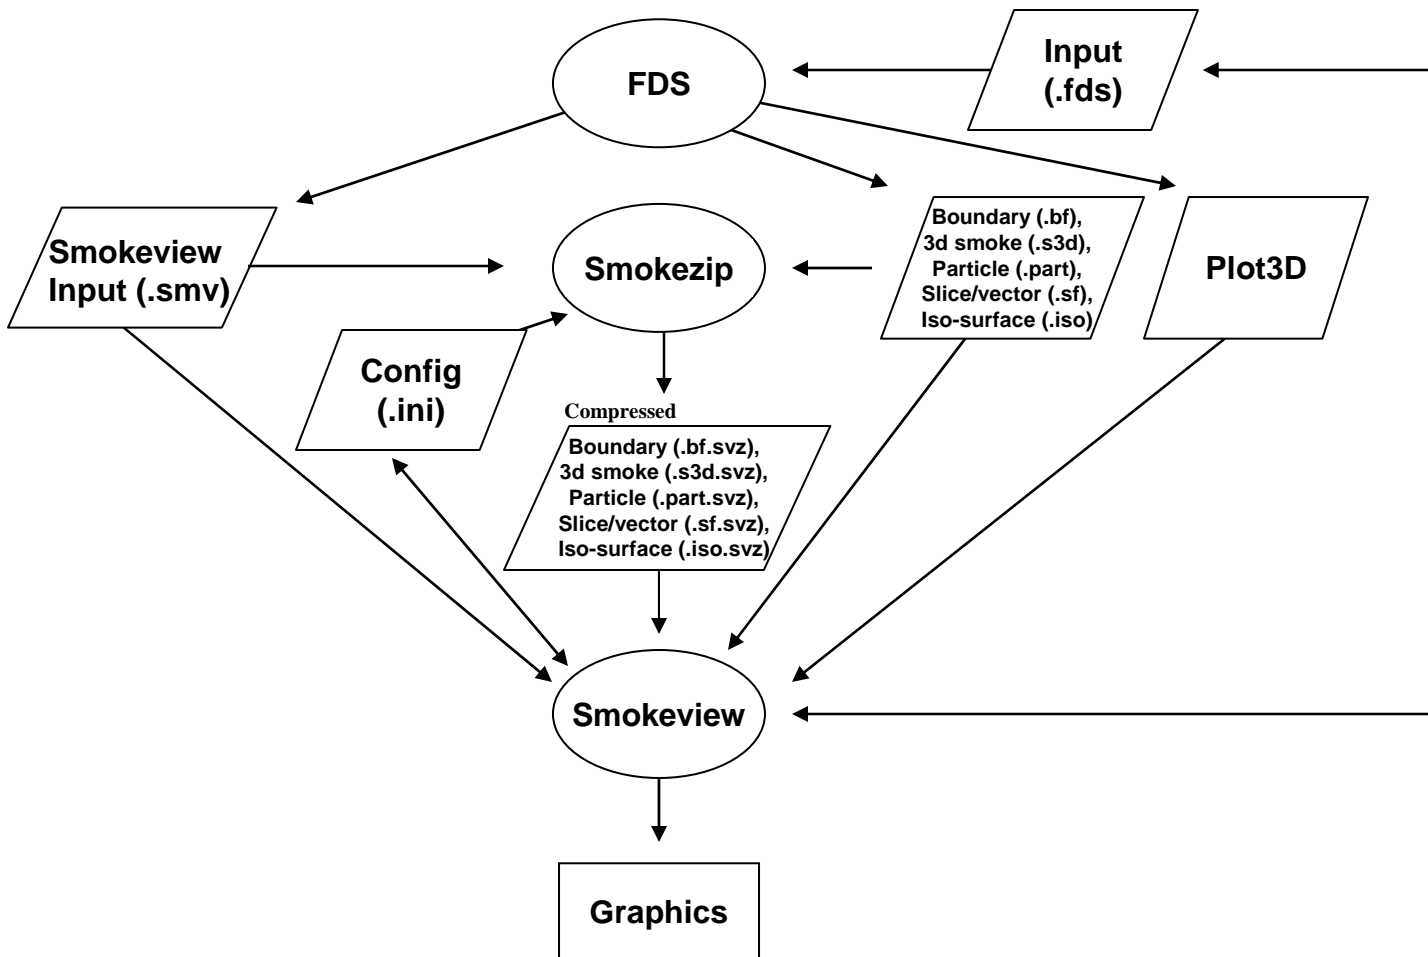 FDS
Input
(.fds)
Smokeview
Input (.smv)
Smokezip
Boundary (.bf),
3d smoke (.s3d),
Particle (.part),
Slice/vector (.sf),
Iso-surface (.iso)
Plot3D
Config
(.ini)
Compressed
Boundary (.bf.svz),
3d smoke (.s3d.svz),
Particle (.part.svz),
Slice/vector (.sf.svz),
Iso-surface (.iso.svz)
Smokeview
Graphics